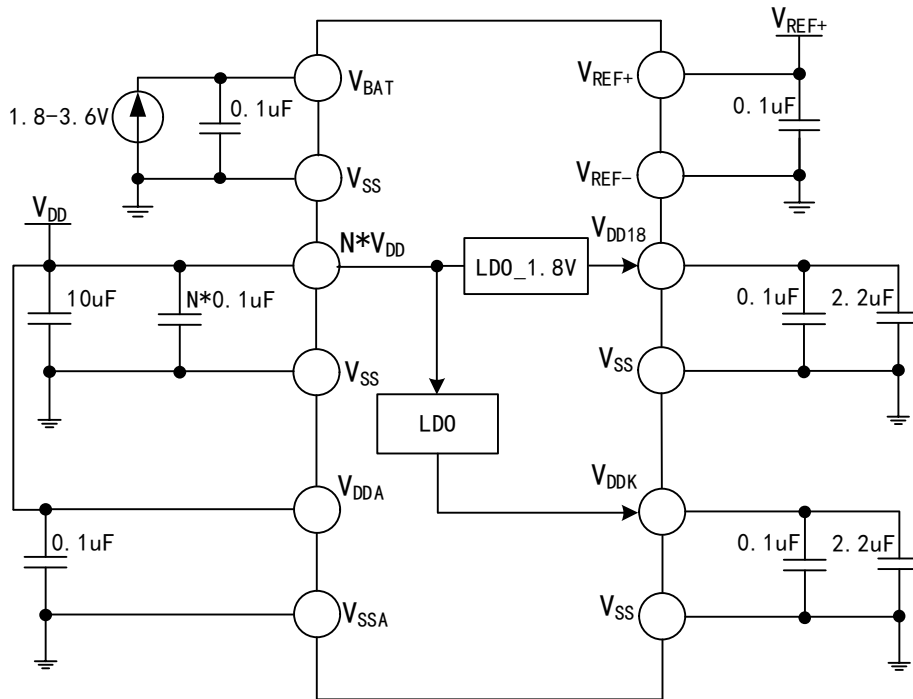 V_REF+
V_BAT
V_REF+
1.8-3.6V
0.1uF
0.1uF
V_SS
V_REF-
V_DD
N*V_DD
V_DD18
LDO_1.8V
10uF
N*0.1uF
0.1uF
2.2uF
V_SS
V_SS
LDO
V_DDA
V_DDK
0.1uF
0.1uF
2.2uF
V_SSA
V_SS